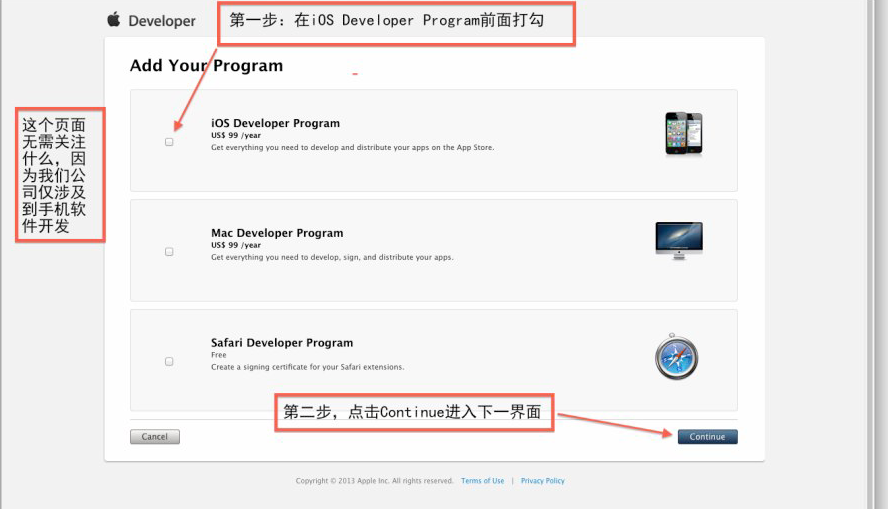 Developer
第一步：在iOS Developer Program前面打勾
Add Your Program
这个页面
无需关注
什么，因
为我们公
司仅涉及
到手机软
件开发
iOS Developer Program
US$ 99 /year
Get everything you need to develop and distribute your apps on the App Store.
Mac Developer Program
US$ 99 /year
Get everything you need to develop, sign, and distribute your apps.
Safari Developer Program
Free
Create a signing certificate for your Safari extensions.
第二步，点击Continue进入下一界面
Cancel
Continue
Copyright © 2013 Apple Inc. All rights reserved. Terms of Use | Privacy Policy